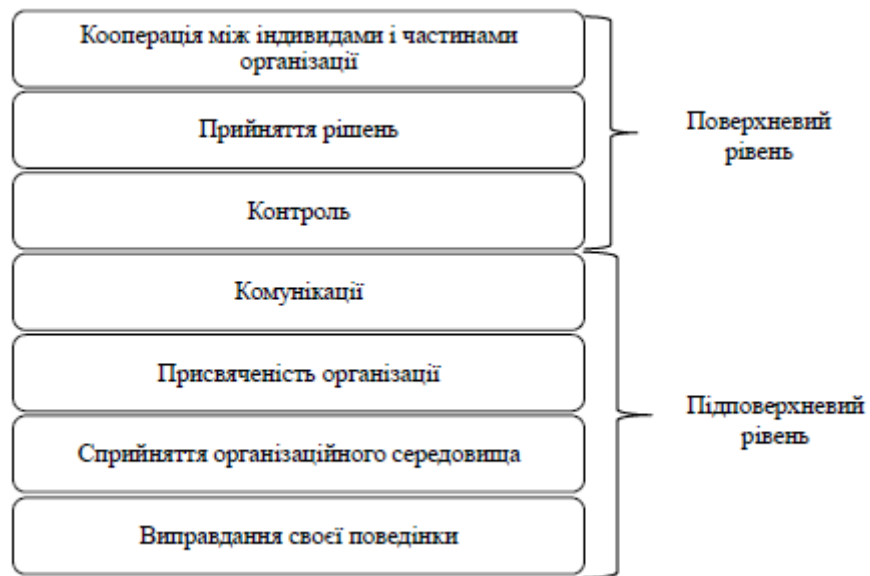 Кооперація між індивидами і частинами
організації
Прийняття рішень
Контроль
Поверхневий
рівень
Комунікації
Присвяченість організації
Сприйняття організаційного середовища
Виправдання своєї поведінки
Підповерхневий
рівень